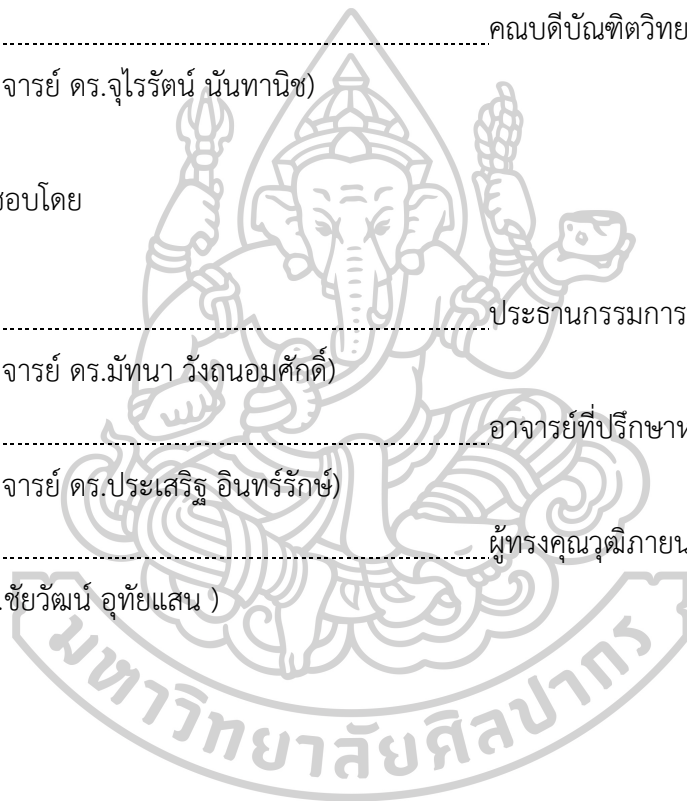 คณบดีบัณฑิตวิทย
จารย์ ดร.จุไรรัตน์ นันทานิช)
สอบโดย
ประธานกรรมการ
จารย์ ดร.มัทนา วังถนอมศักดิ์)
อาจารย์ที่ปรึกษาห
จารย์ ดร.ประเสริฐ อินทร์รักษ์)
ผู้ทรงคุณวุฒิภายน
.ชัยวัฒน์ อุทัยแสน )
มหาวิทยาลัยศิลปากร